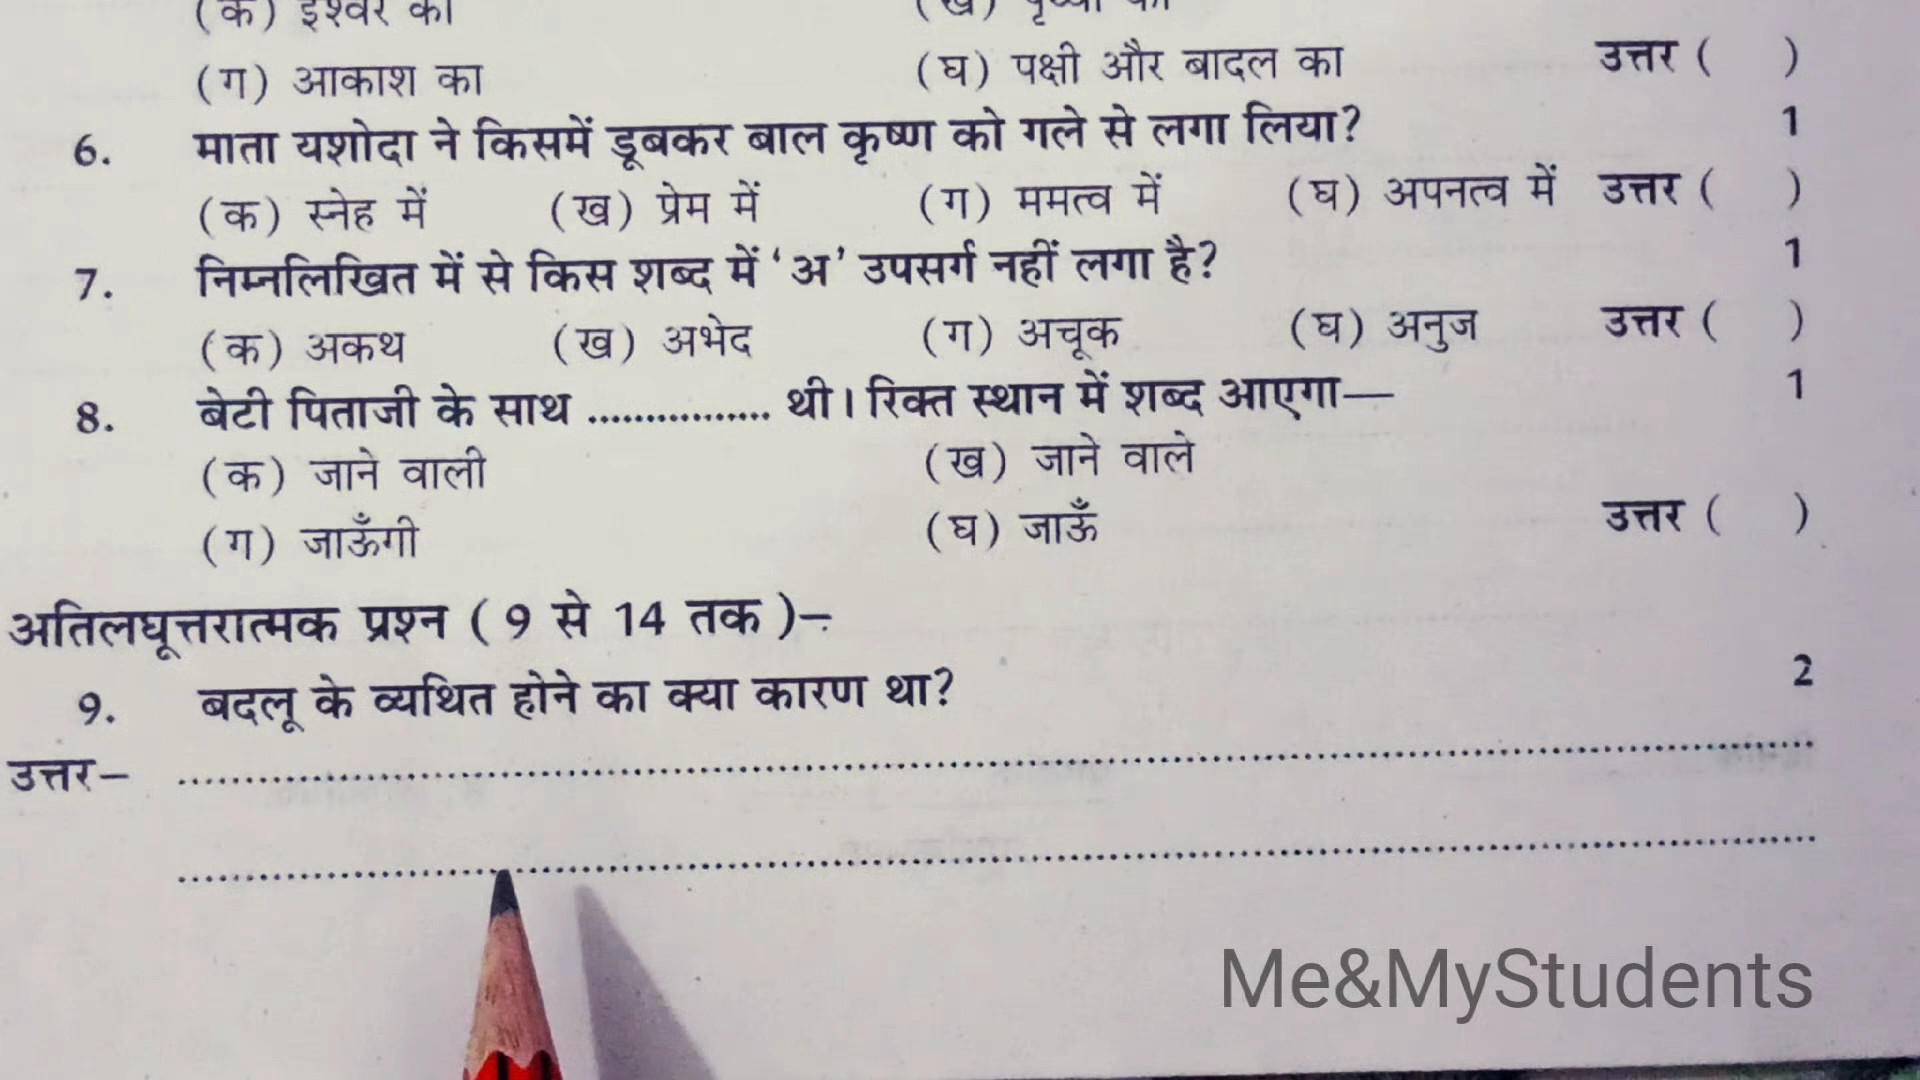 (क) ईश्वर का (ख) पृथ्वी का
(ग) आकाश का (घ) पक्षी और बादल का उत्तर ( )
6. माता यशोदा ने किसमें डूबकर बाल कृष्ण को गले से लगा लिया? 1
(क) स्नेह में (ख) प्रेम में (ग) ममत्व में (घ) अपनत्व में उत्तर ( )
7. निम्नलिखित में से किस शब्द में 'अ' उपसर्ग नहीं लगा है? 1
(क) अकथ (ख) अभेद (ग) अचूक (घ) अनुज उत्तर ( )
8. बेटी पिताजी के साथ ................ थी। रिक्त स्थान में शब्द आएगा— 1
(क) जाने वाली (ख) जाने वाले
(ग) जाऊँगी (घ) जाऊँ उत्तर ( )
अतिलघूत्तरात्मक प्रश्न ( 9 से 14 तक )–
9. बदलू के व्यथित होने का क्या कारण था? 2
उत्तर–
Me&MyStudents